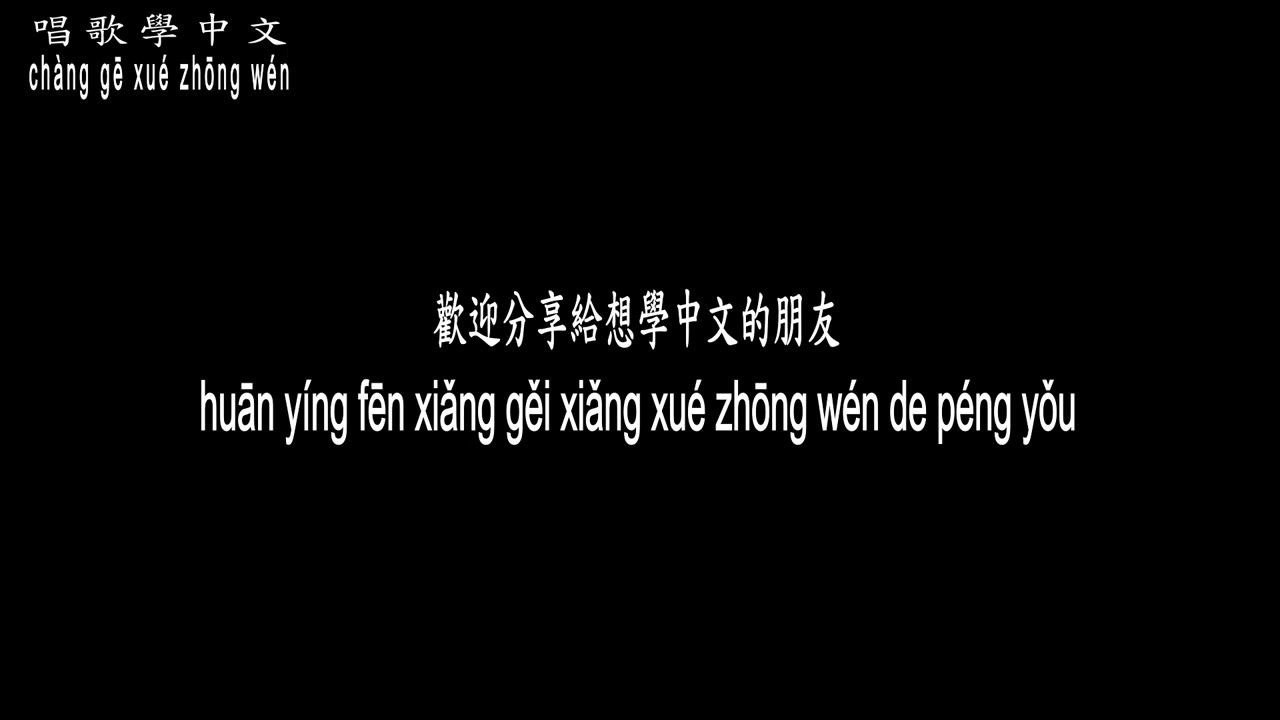 唱歌學中文
chàng gē xué zhōng wén
歡迎分享給想學中文的朋友
huān yíng fēn xiǎng gěi xiǎng xué zhōng wén de péng yǒu